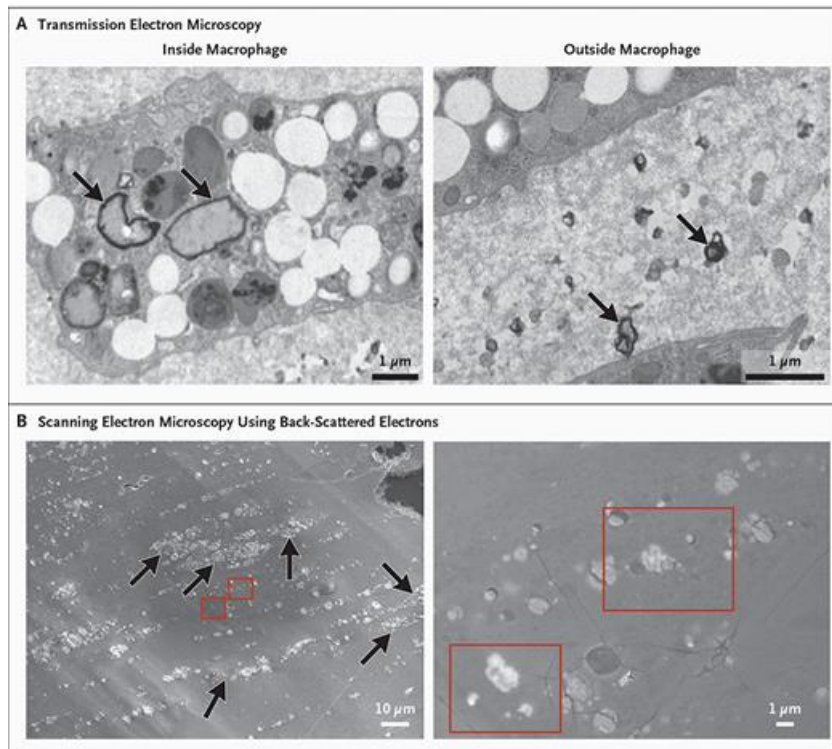 A Transmission Electron Microscopy
Inside Macrophage
Outside Macrophage
1 µm
1 µm
B Scanning Electron Microscopy Using Back-Scattered Electrons
10 µm
1 µm